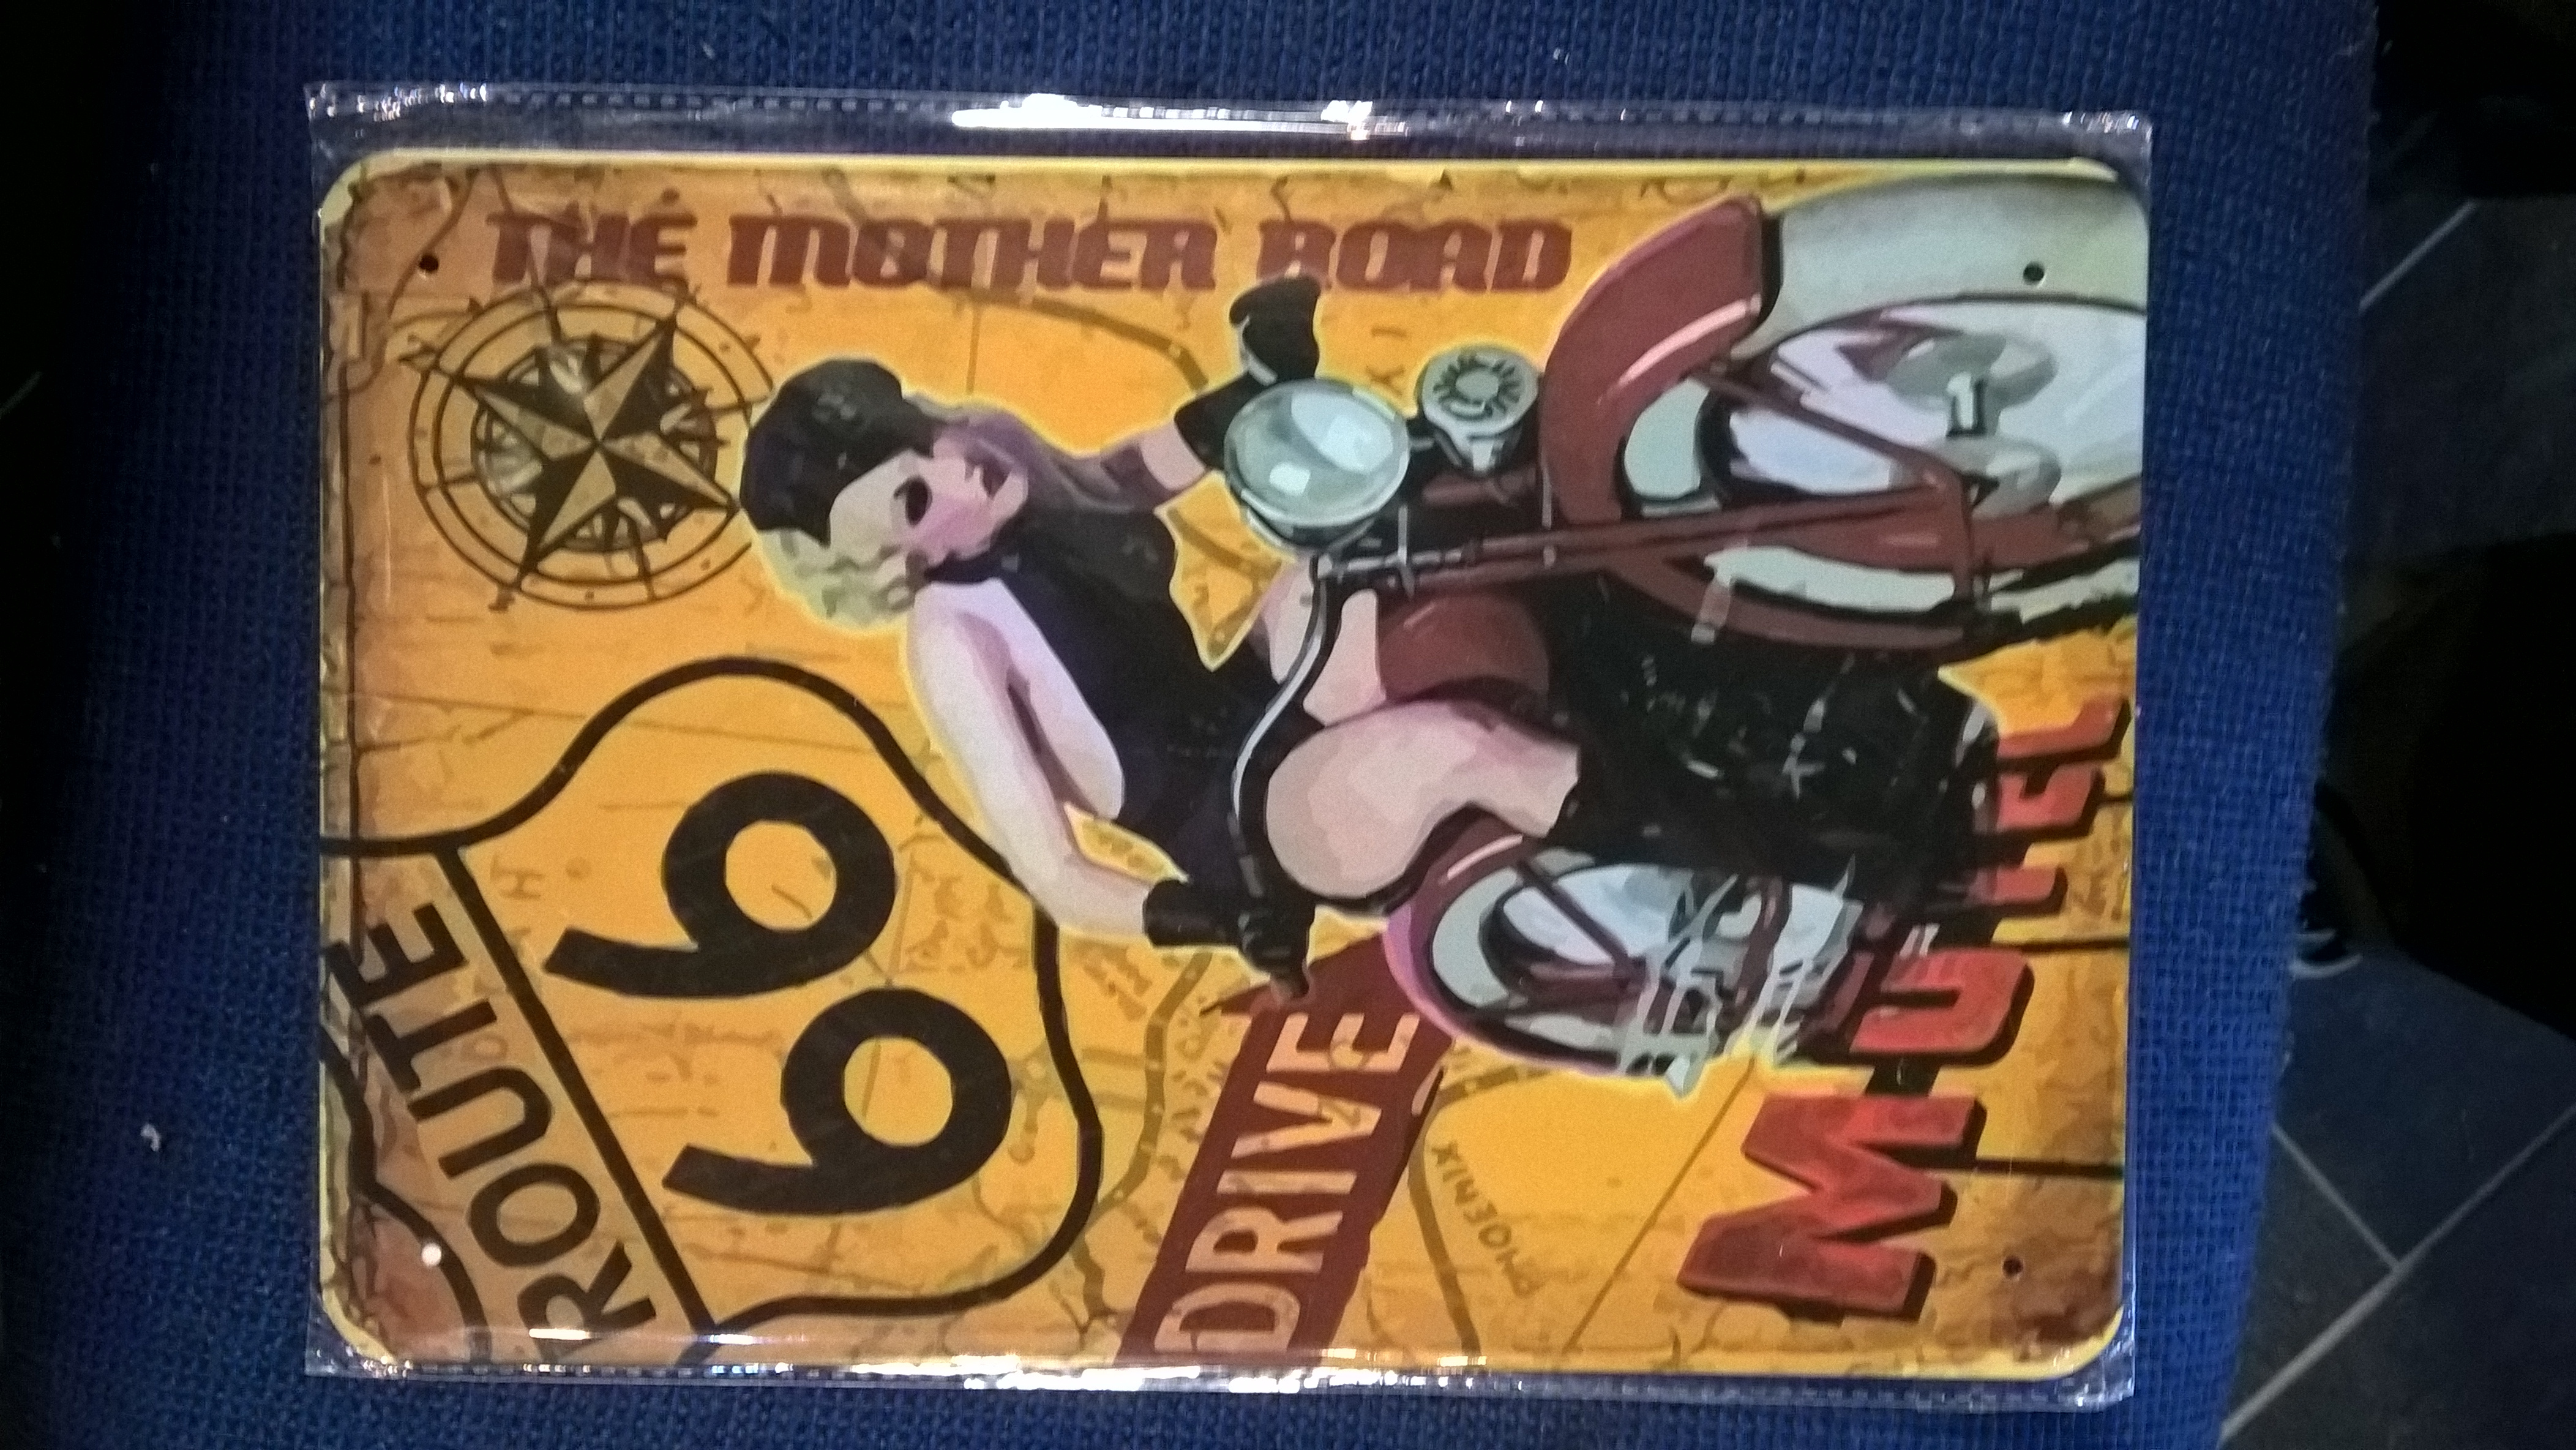 THE MOTHER ROAD
N
ROUTE
66
DRIVE
PHOENIX
MOTEL